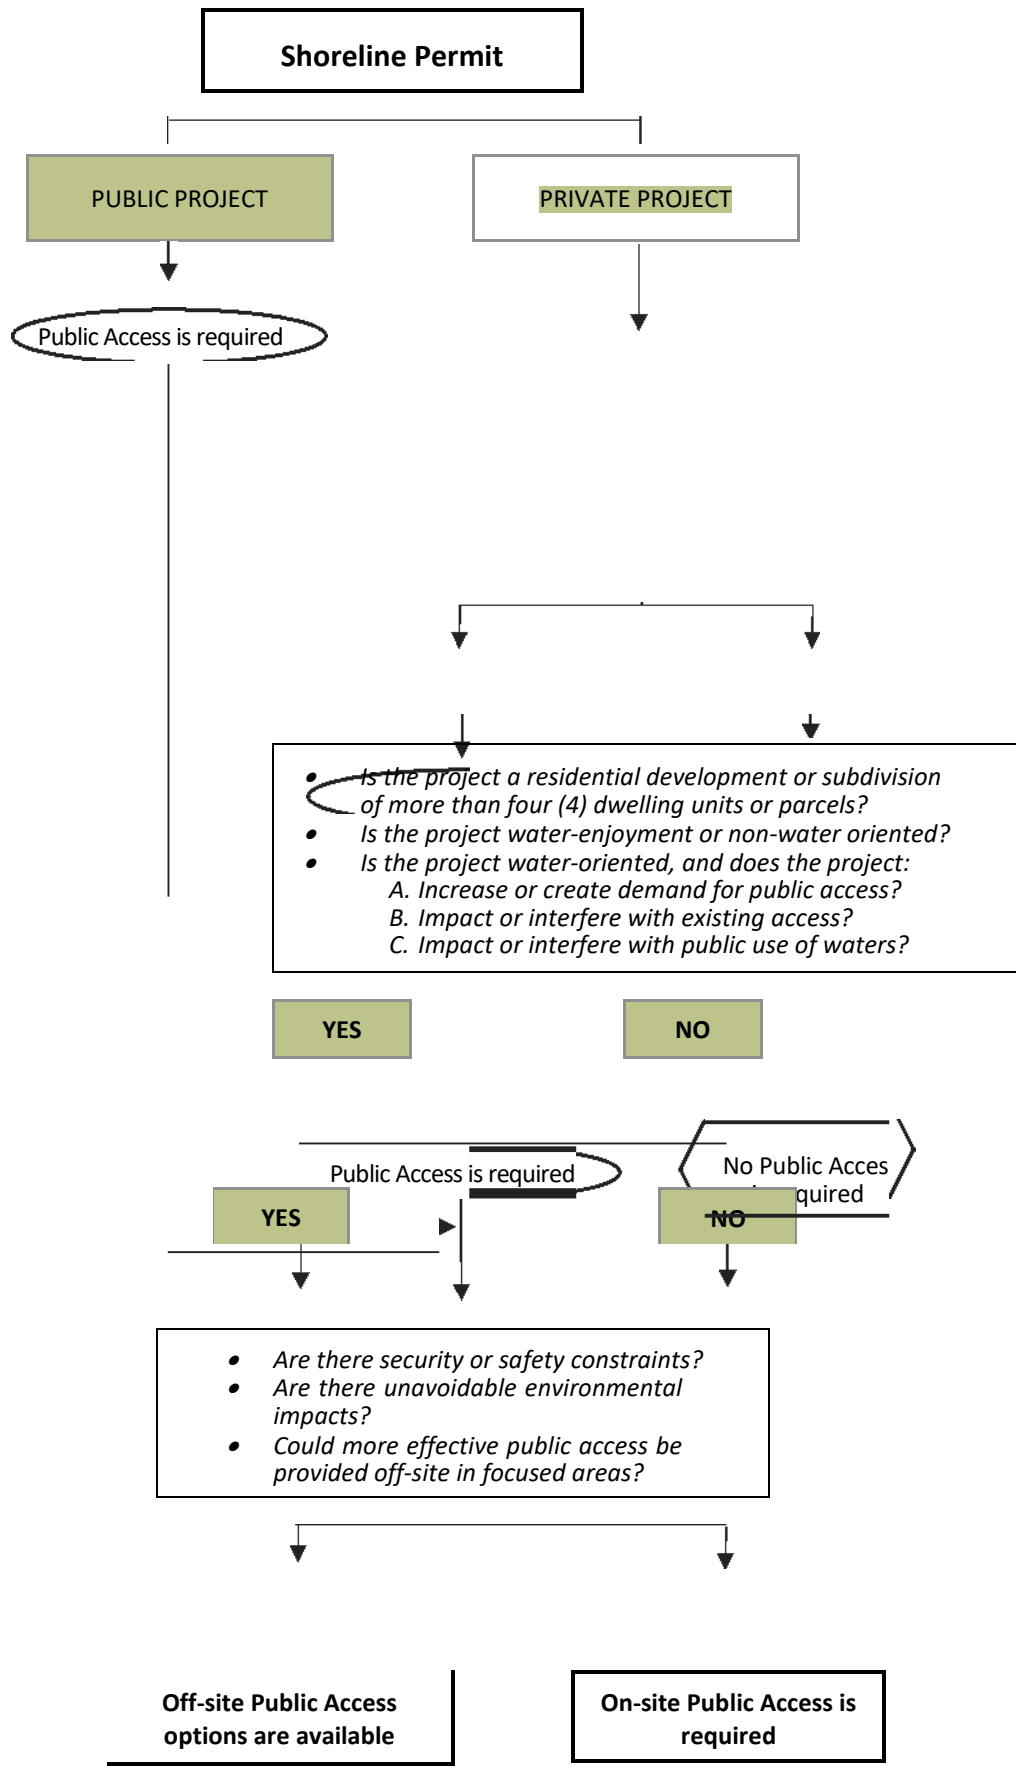 Shoreline Permit
PUBLIC PROJECT
PRIVATE PROJECT
Public Access is required
• Is the project a residential development or subdivision
of more than four (4) dwelling units or parcels?
• Is the project water-enjoyment or non-water oriented?
• Is the project water-oriented, and does the project:
A. Increase or create demand for public access?
B. Impact or interfere with existing access?
C. Impact or interfere with public use of waters?
YES
NO
Public Access is required
No Public Acces
quired
YES
NO
• Are there security or safety constraints?
• Are there unavoidable environmental
impacts?
• Could more effective public access be
provided off-site in focused areas?
Off-site Public Access
options are available
On-site Public Access is
required